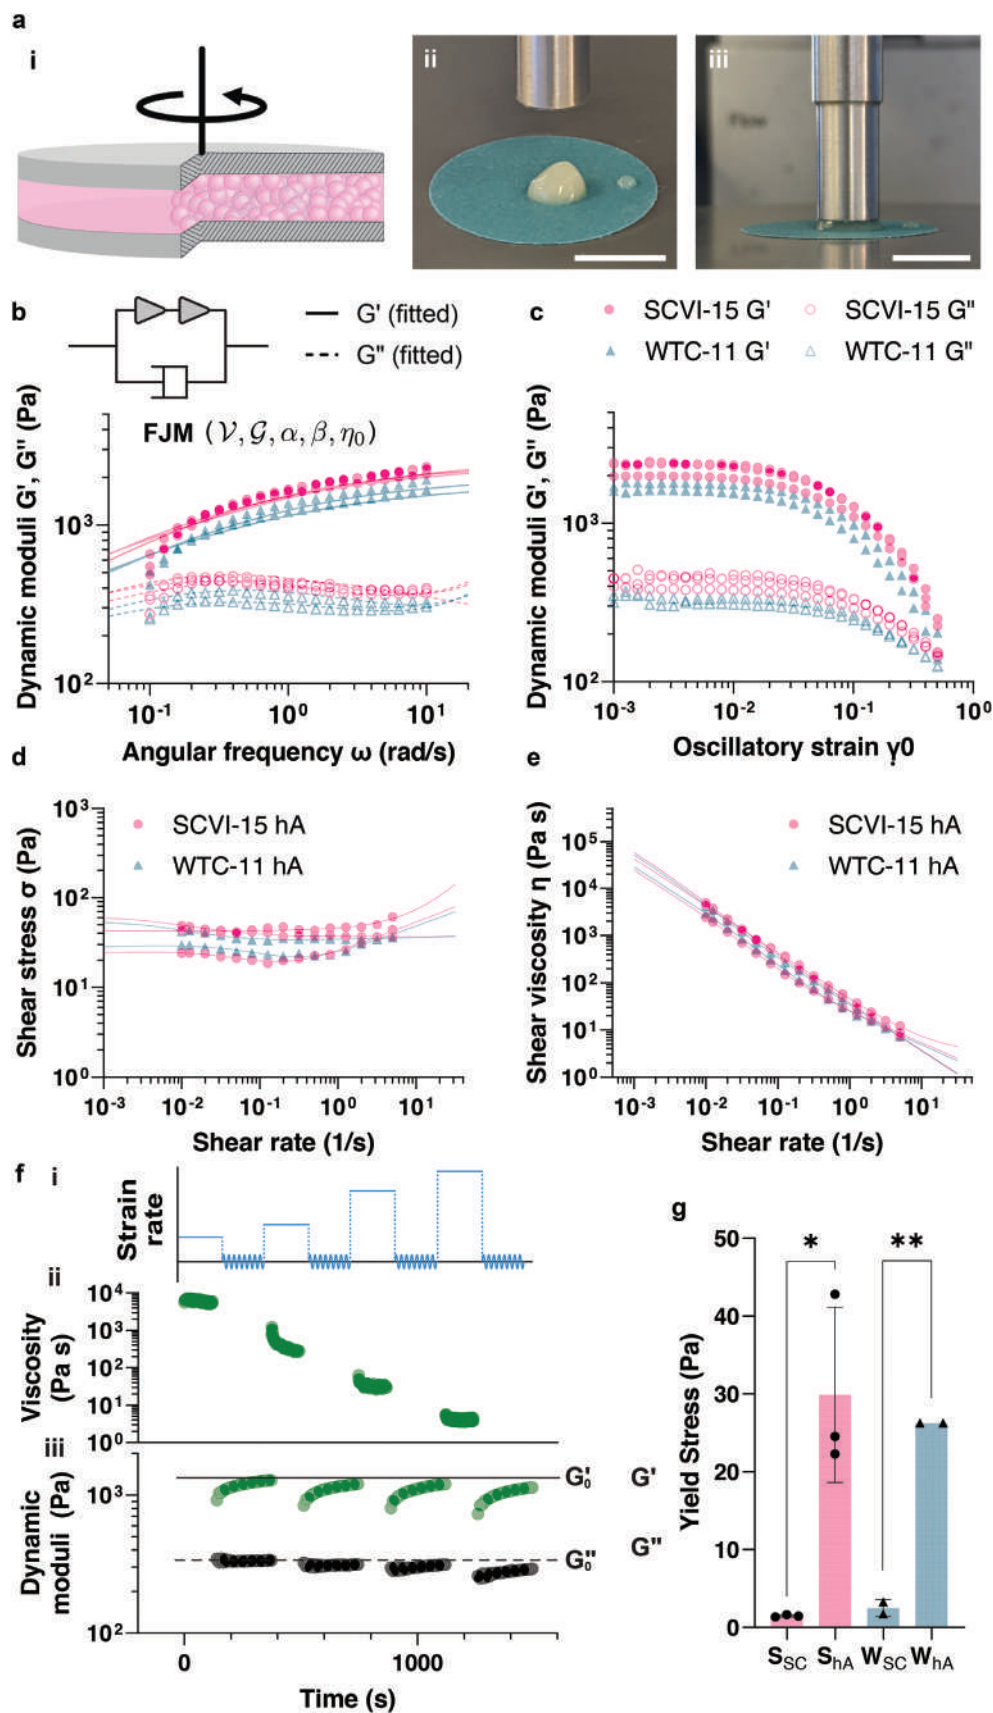 a
i
ii
iii
b
G' (fitted)
G'' (fitted)
FJM (𝒱, 𝒢, α, β, η₀)
Dynamic moduli G', G'' (Pa)
10³
10²
10⁻¹
10⁰
10¹
Angular frequency ω (rad/s)
c
SCVI-15 G'
SCVI-15 G''
WTC-11 G'
WTC-11 G''
Dynamic moduli G', G'' (Pa)
10³
10²
10⁻³
10⁻²
10⁻¹
10⁰
Oscillatory strain γ0
d
SCVI-15 hA
WTC-11 hA
Shear stress σ (Pa)
10³
10²
10¹
10⁰
10⁻³
10⁻²
10⁻¹
10⁰
10¹
Shear rate (1/s)
e
SCVI-15 hA
WTC-11 hA
Shear viscosity η (Pa s)
10⁵
10⁴
10³
10²
10¹
10⁰
10⁻³
10⁻²
10⁻¹
10⁰
10¹
Shear rate (1/s)
f
i
Strain
rate
ii
Viscosity
(Pa s)
10⁴
10³
10²
10¹
10⁰
iii
Dynamic
moduli (Pa)
10³
10²
G'₀
G'
G''₀
G''
0
1000
Time (s)
g
Yield Stress (Pa)
50
40
30
20
10
0
*
**
S_SC
S_hA
W_SC
W_hA